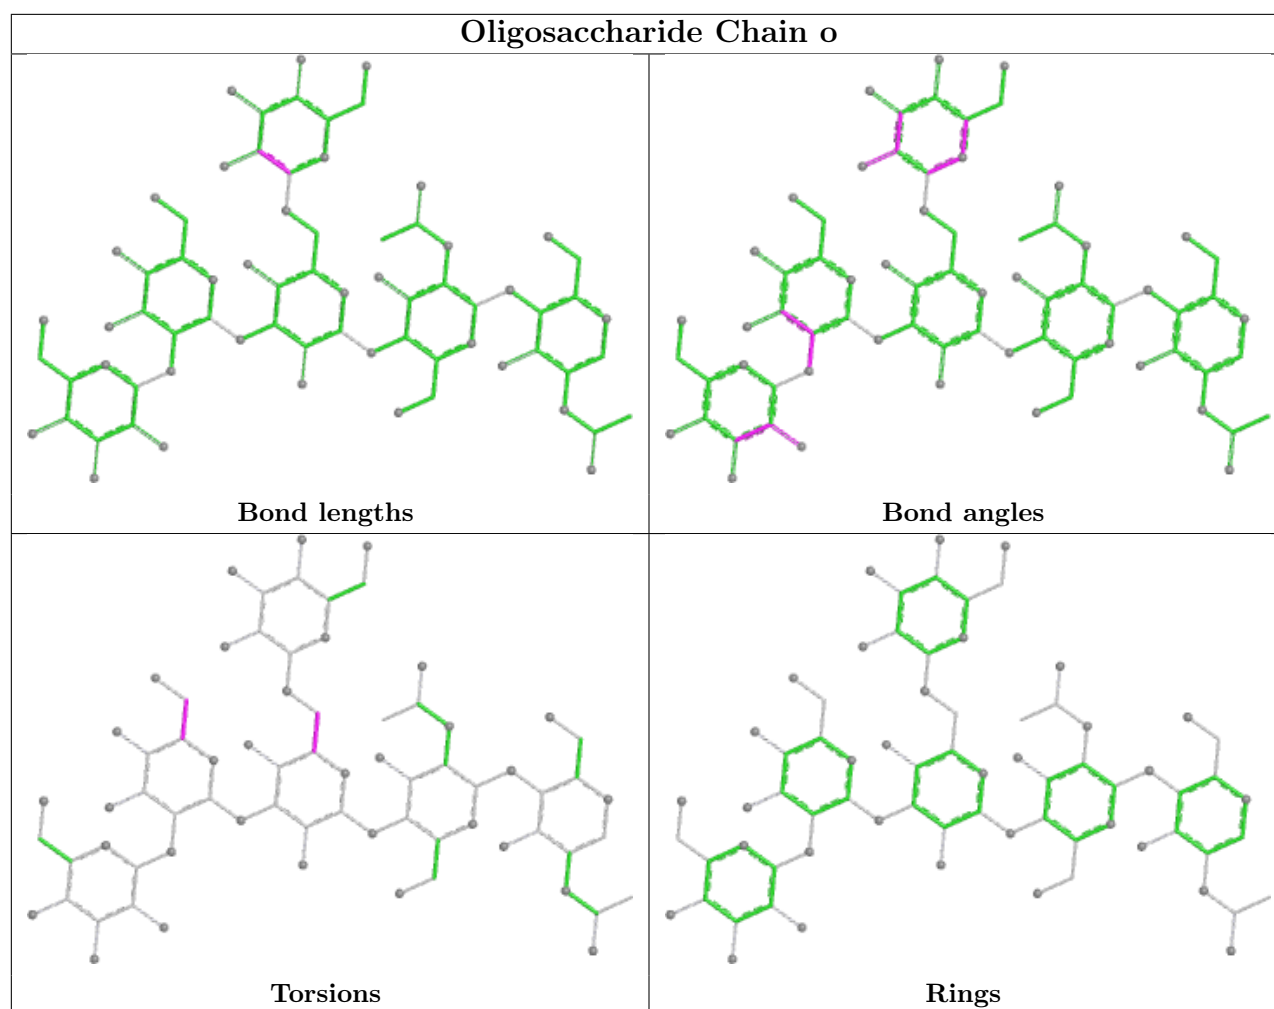 Oligosaccharide Chain o
Bond lengths
Bond angles
Torsions
Rings